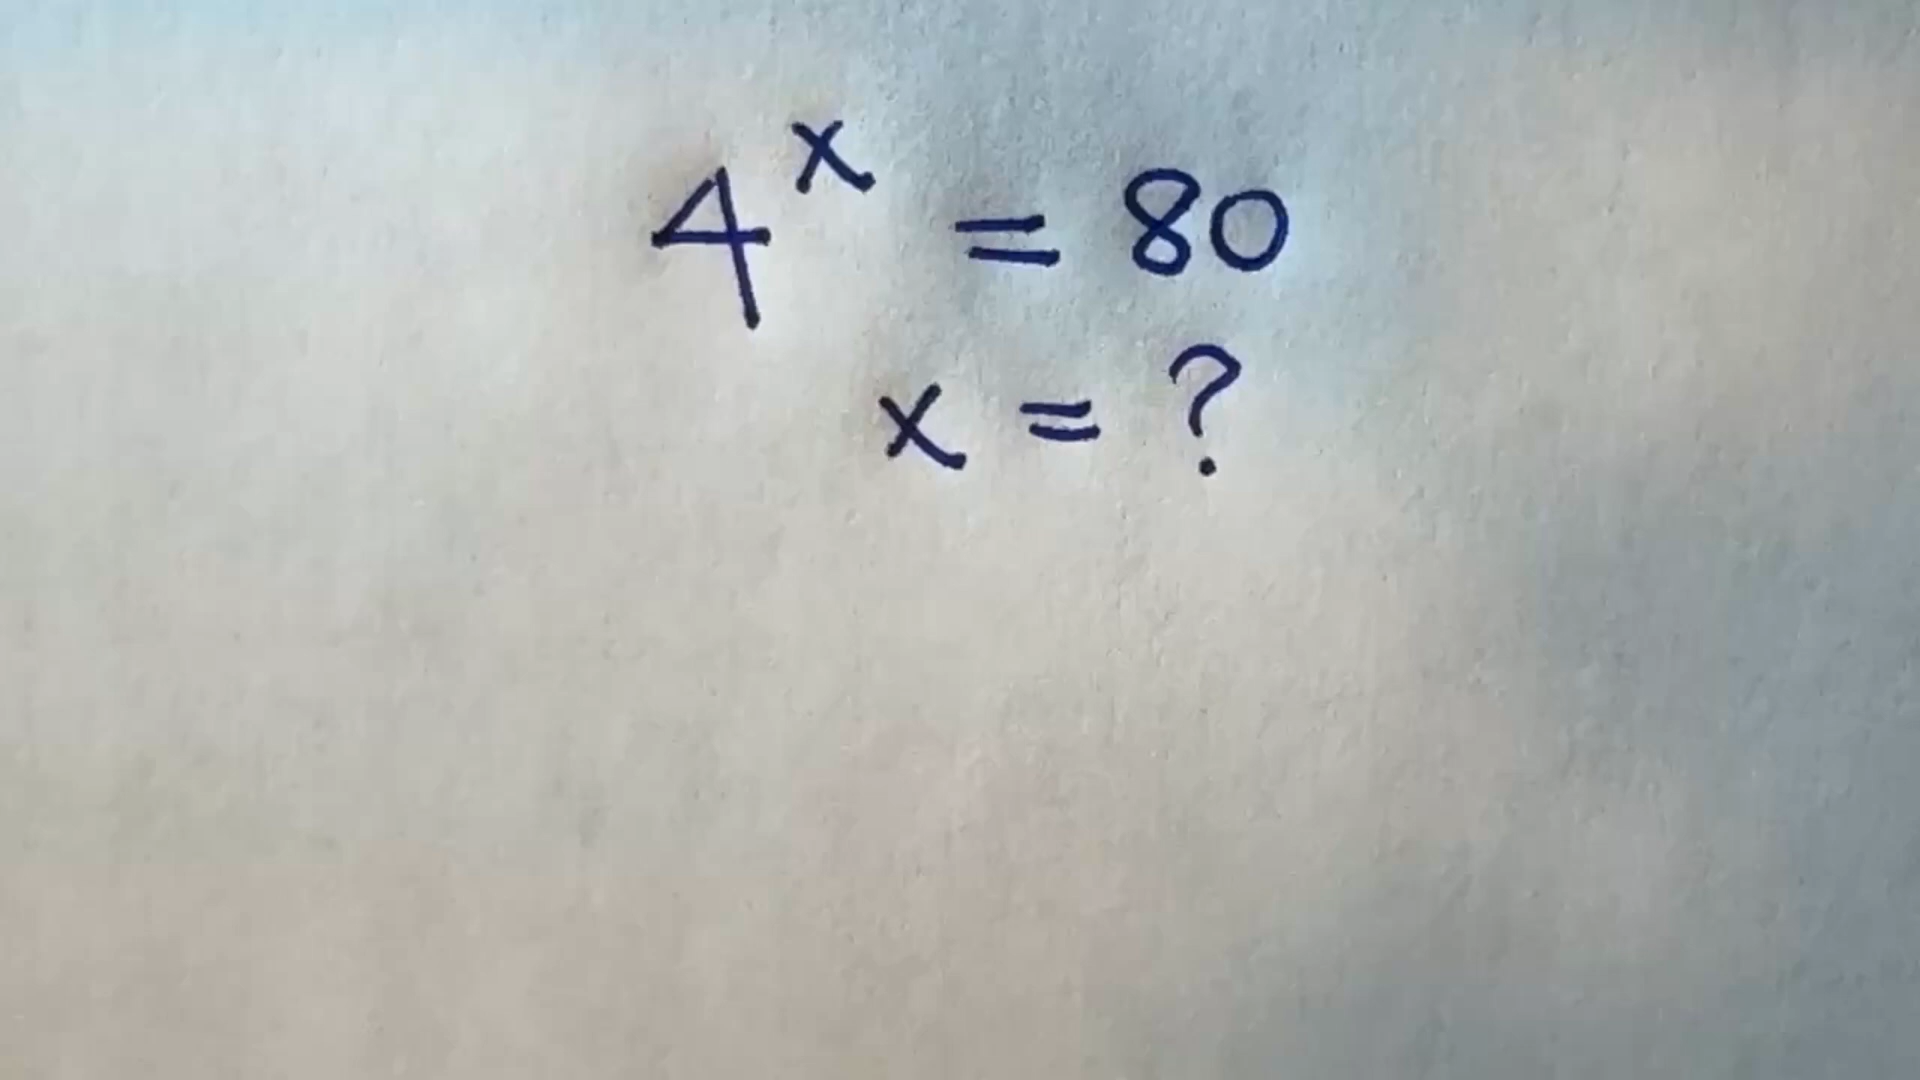 4^x = 80
x = ?